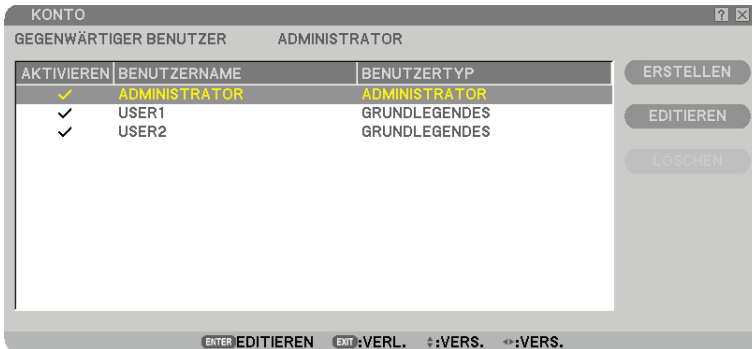 KONTO
GEGENWÄRTIGER BENUTZER ADMINISTRATOR
AKTIVIEREN BENUTZERNAME BENUTZERTYP
ADMINISTRATOR ADMINISTRATOR
USER1 GRUNDLEGENDES
USER2 GRUNDLEGENDES
ERSTELLEN
EDITIEREN
LÖSCHEN
ENTER EDITIEREN EXIT :VERL. :VERS. :VERS.